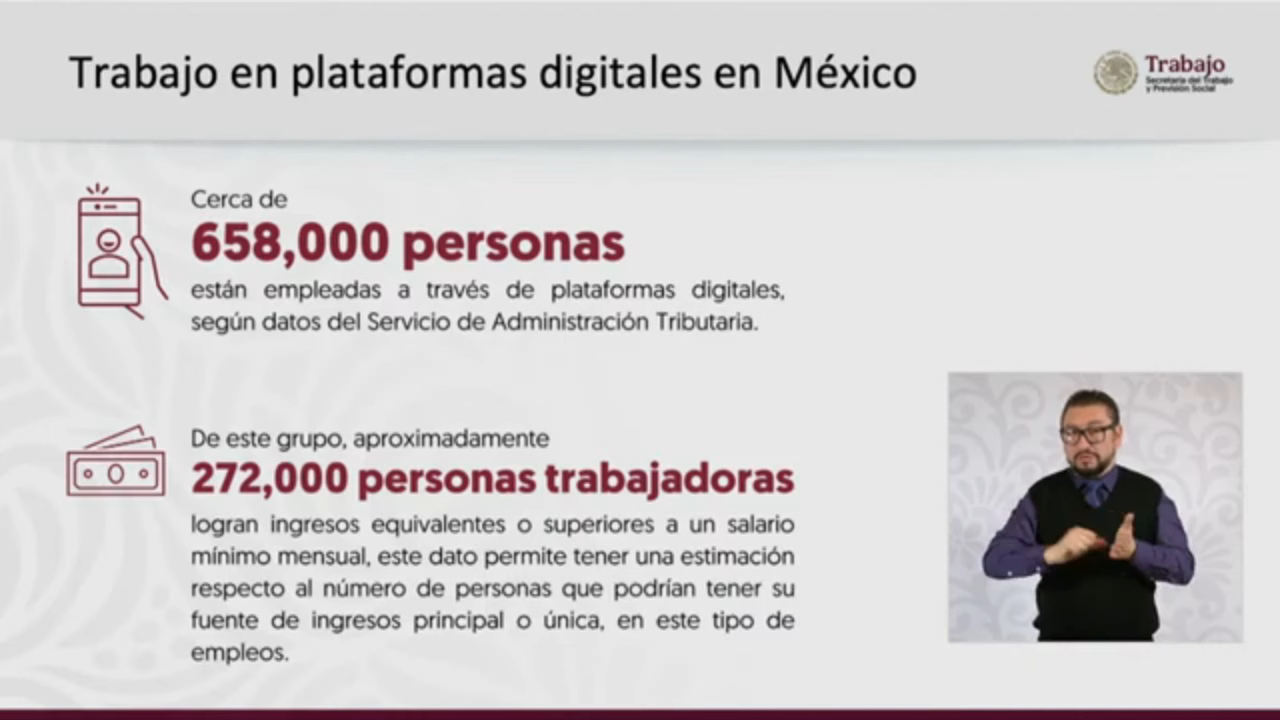 Trabajo en plataformas digitales en México
Trabajo
Secretaría del Trabajo
y Previsión Social
Cerca de
658,000 personas
están empleadas a través de plataformas digitales,
según datos del Servicio de Administración Tributaria.
De este grupo, aproximadamente
272,000 personas trabajadoras
logran ingresos equivalentes o superiores a un salario
mínimo mensual, este dato permite tener una estimación
respecto al número de personas que podrían tener su
fuente de ingresos principal o única, en este tipo de
empleos.